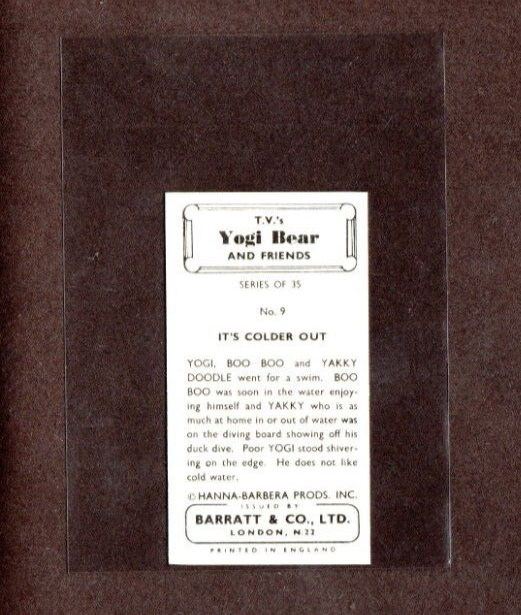 T.V.'s
Yogi Bear
AND FRIENDS
SERIES OF 35
No. 9
IT'S COLDER OUT
YOGI, BOO BOO and YAKKY
DOODLE went for a swim. BOO
BOO was soon in the water enjoy-
ing himself and YAKKY who is as
much at home in or out of water was
on the diving board showing off his
duck dive. Poor YOGI stood shiver-
ing on the edge. He does not like
cold water.
© HANNA-BARBERA PRODS. INC.
ISSUED BY
BARRATT & CO., LTD.
LONDON, N.22
PRINTED IN ENGLAND